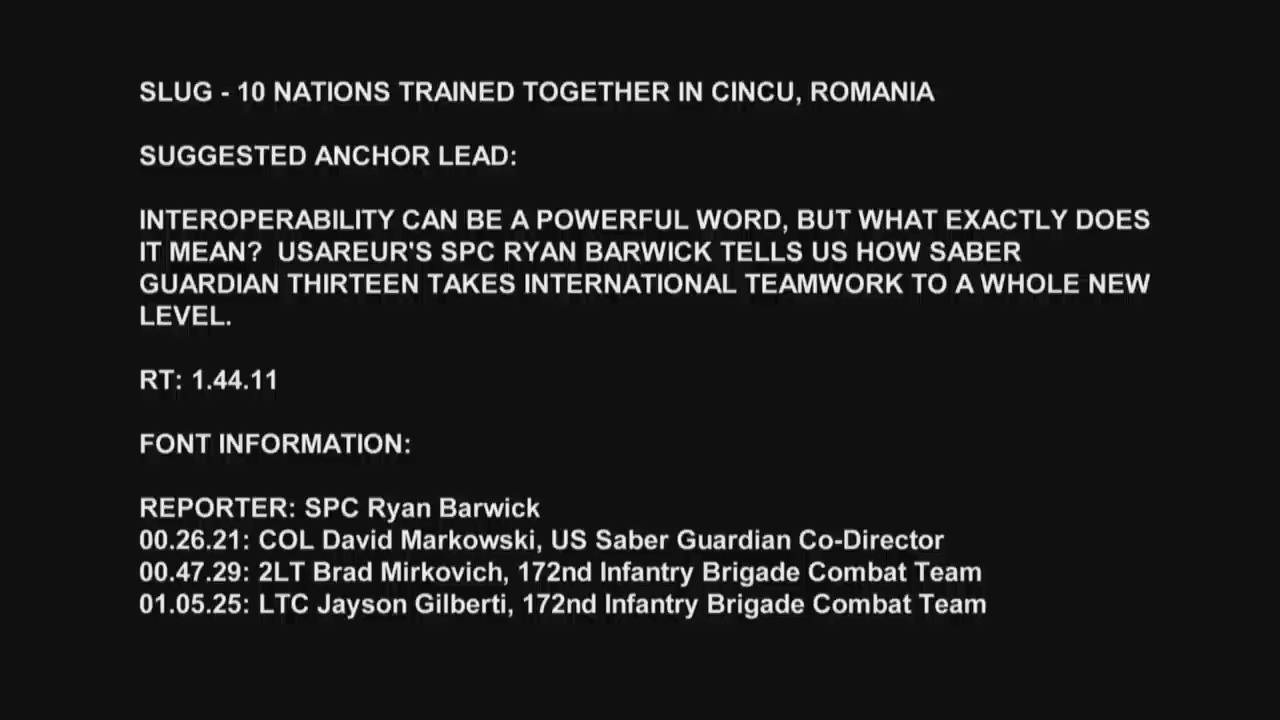 SLUG - 10 NATIONS TRAINED TOGETHER IN CINCU, ROMANIA
SUGGESTED ANCHOR LEAD:
INTEROPERABILITY CAN BE A POWERFUL WORD, BUT WHAT EXACTLY DOES
IT MEAN?  USAREUR'S SPC RYAN BARWICK TELLS US HOW SABER
GUARDIAN THIRTEEN TAKES INTERNATIONAL TEAMWORK TO A WHOLE NEW
LEVEL.
RT: 1.44.11
FONT INFORMATION:
REPORTER: SPC Ryan Barwick
00.26.21: COL David Markowski, US Saber Guardian Co-Director
00.47.29: 2LT Brad Mirkovich, 172nd Infantry Brigade Combat Team
01.05.25: LTC Jayson Gilberti, 172nd Infantry Brigade Combat Team